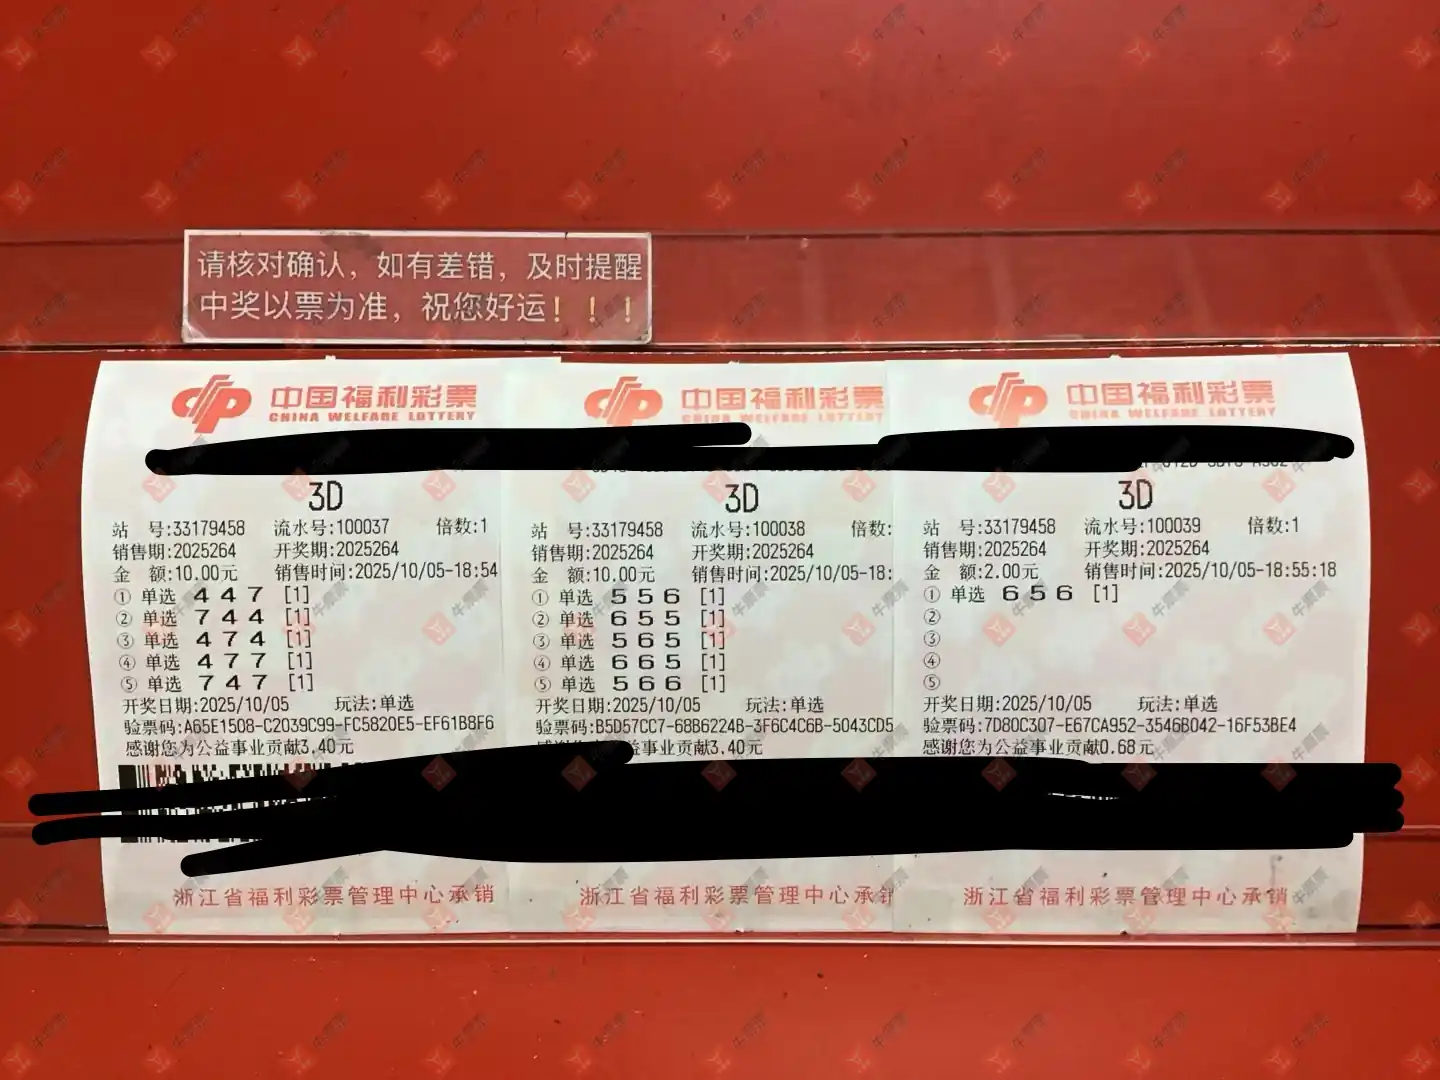 请核对确认，如有差错，及时提醒
中奖以票为准，祝您好运！！！
中国福利彩票
CHINA WELFARE LOTTERY
3D
站 号:33179458 流水号:100037 倍数:1
销售期:2025264 开奖期:2025264
金 额:10.00元 销售时间:2025/10/05-18:54
① 单选 4 4 7 [1]
② 单选 7 4 4 [1]
③ 单选 4 7 4 [1]
④ 单选 4 7 7 [1]
⑤ 单选 7 4 7 [1]
开奖日期:2025/10/05 玩法:单选
验票码:A65E1508-C2039C99-FC5820E5-EF61B8F6
感谢您为公益事业贡献3.40元
浙江省福利彩票管理中心承销
中国福利彩票
CHINA WELFARE LOTTERY
3D
站 号:33179458 流水号:100038 倍数:
销售期:2025264 开奖期:2025264
金 额:10.00元 销售时间:2025/10/05-18:
① 单选 5 5 6 [1]
② 单选 6 5 5 [1]
③ 单选 5 6 5 [1]
④ 单选 6 6 5 [1]
⑤ 单选 5 6 6 [1]
开奖日期:2025/10/05 玩法:单选
验票码:B5D57CC7-68B6224B-3F6C4C6B-5043CD5
感谢您为公益事业贡献3.40元
浙江省福利彩票管理中心承销
中国福利彩票
CHINA WELFARE LOTTERY
3D
站 号:33179458 流水号:100039 倍数:1
销售期:2025264 开奖期:2025264
金 额:2.00元 销售时间:2025/10/05-18:55:18
① 单选 6 5 6 [1]
②
③
④
⑤
开奖日期:2025/10/05 玩法:单选
验票码:7D80C307-E67CA952-3546B042-16F53BE4
感谢您为公益事业贡献0.68元
浙江省福利彩票管理中心承销